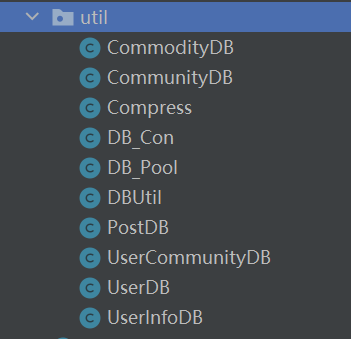 util
CommodityDB
CommunityDB
Compress
DB_Con
DB_Pool
DBUtil
PostDB
UserCommunityDB
UserDB
UserInfoDB